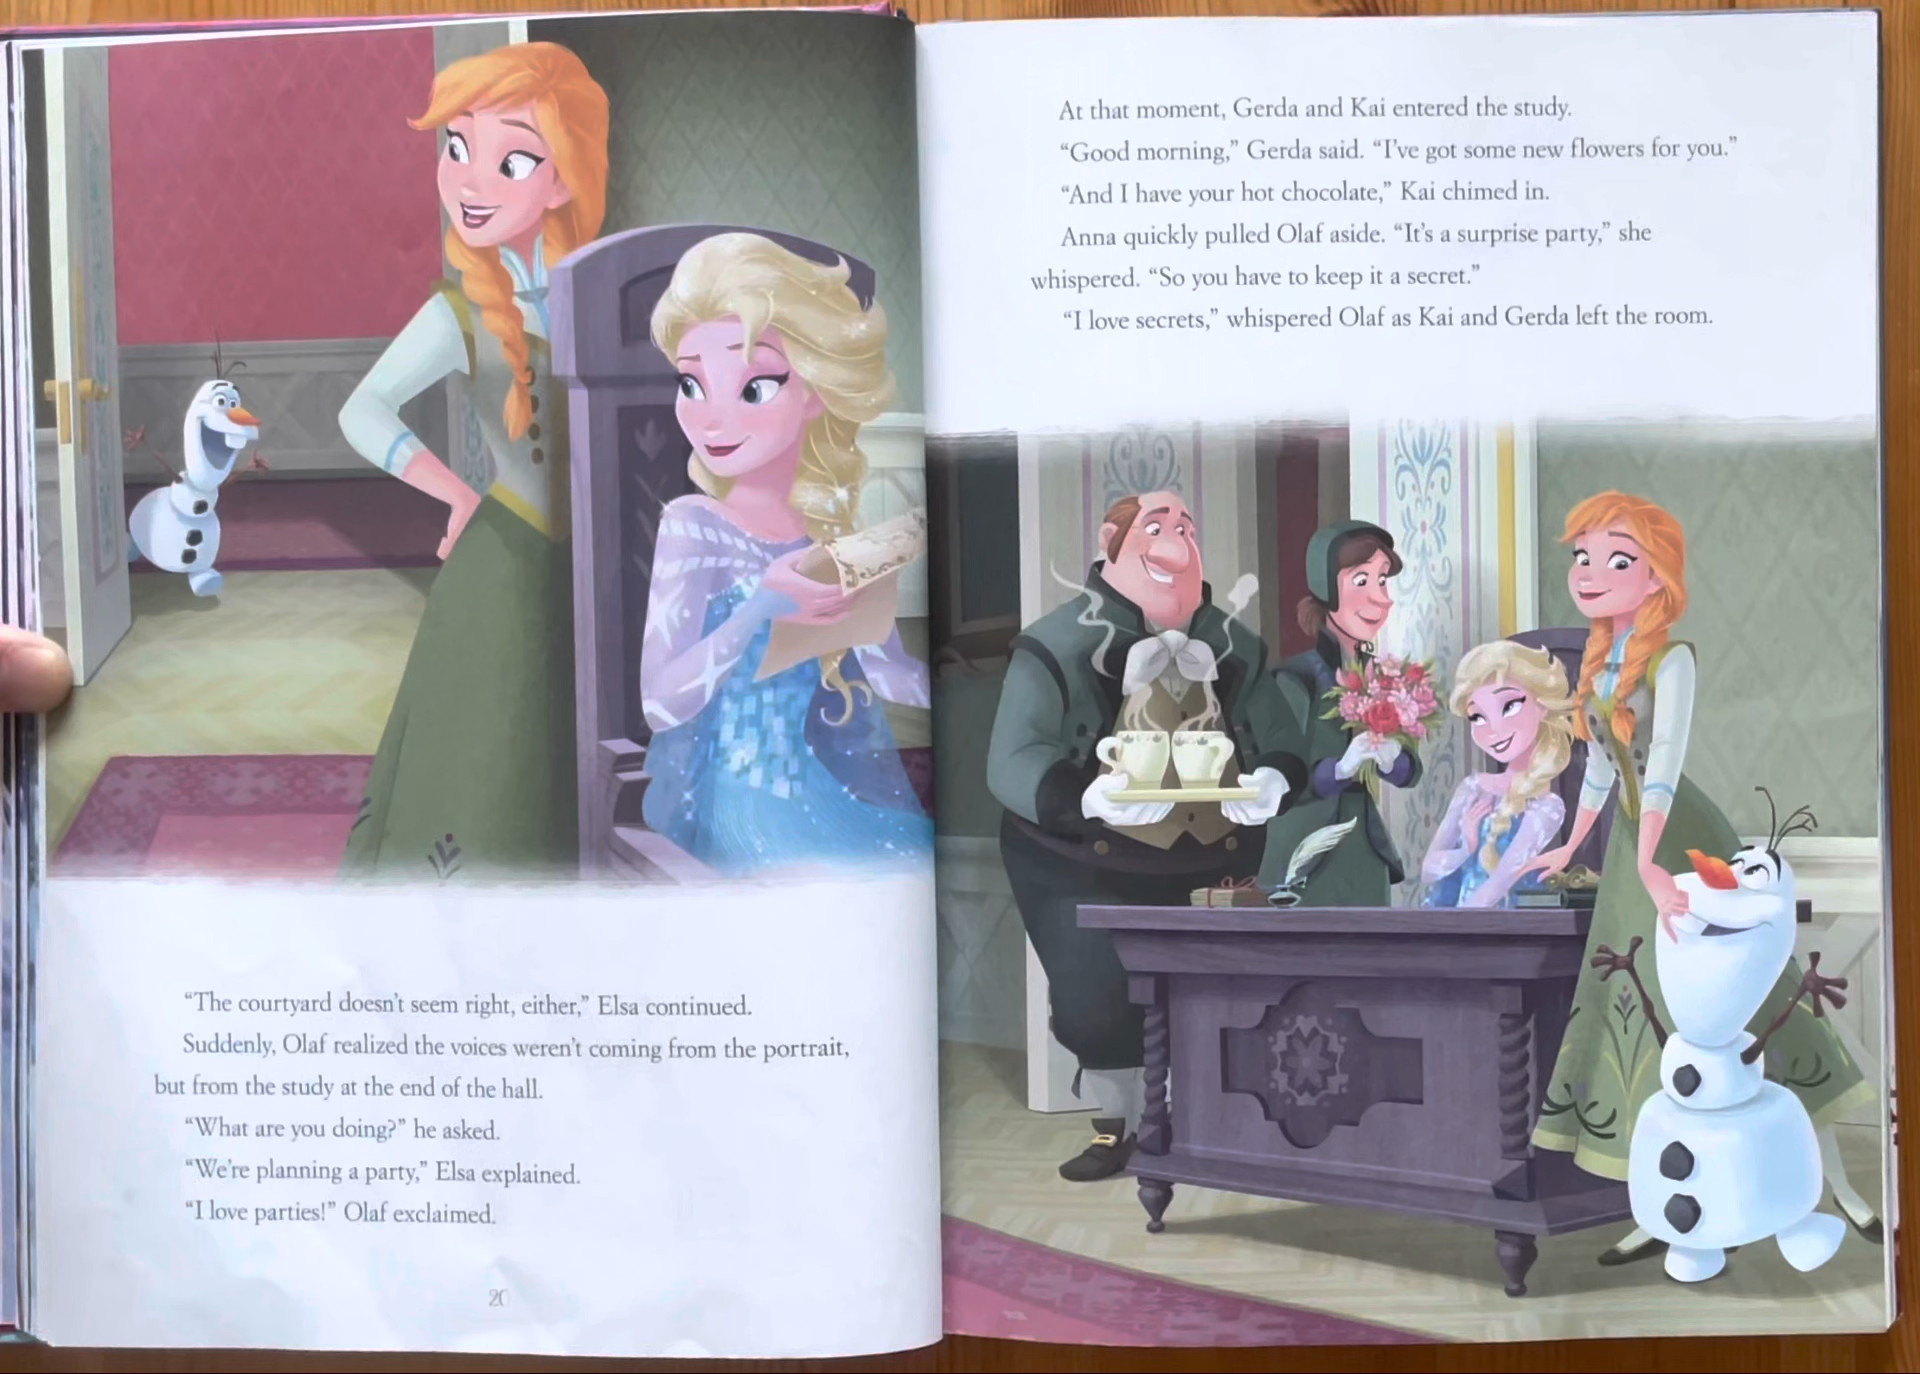 “The courtyard doesn’t seem right, either,” Elsa continued.
Suddenly, Olaf realized the voices weren’t coming from the portrait,
but from the study at the end of the hall.
“What are you doing?” he asked.
“We’re planning a party,” Elsa explained.
“I love parties!” Olaf exclaimed.
20
At that moment, Gerda and Kai entered the study.
“Good morning,” Gerda said. “I’ve got some new flowers for you.”
“And I have your hot chocolate,” Kai chimed in.
Anna quickly pulled Olaf aside. “It’s a surprise party,” she
whispered. “So you have to keep it a secret.”
“I love secrets,” whispered Olaf as Kai and Gerda left the room.